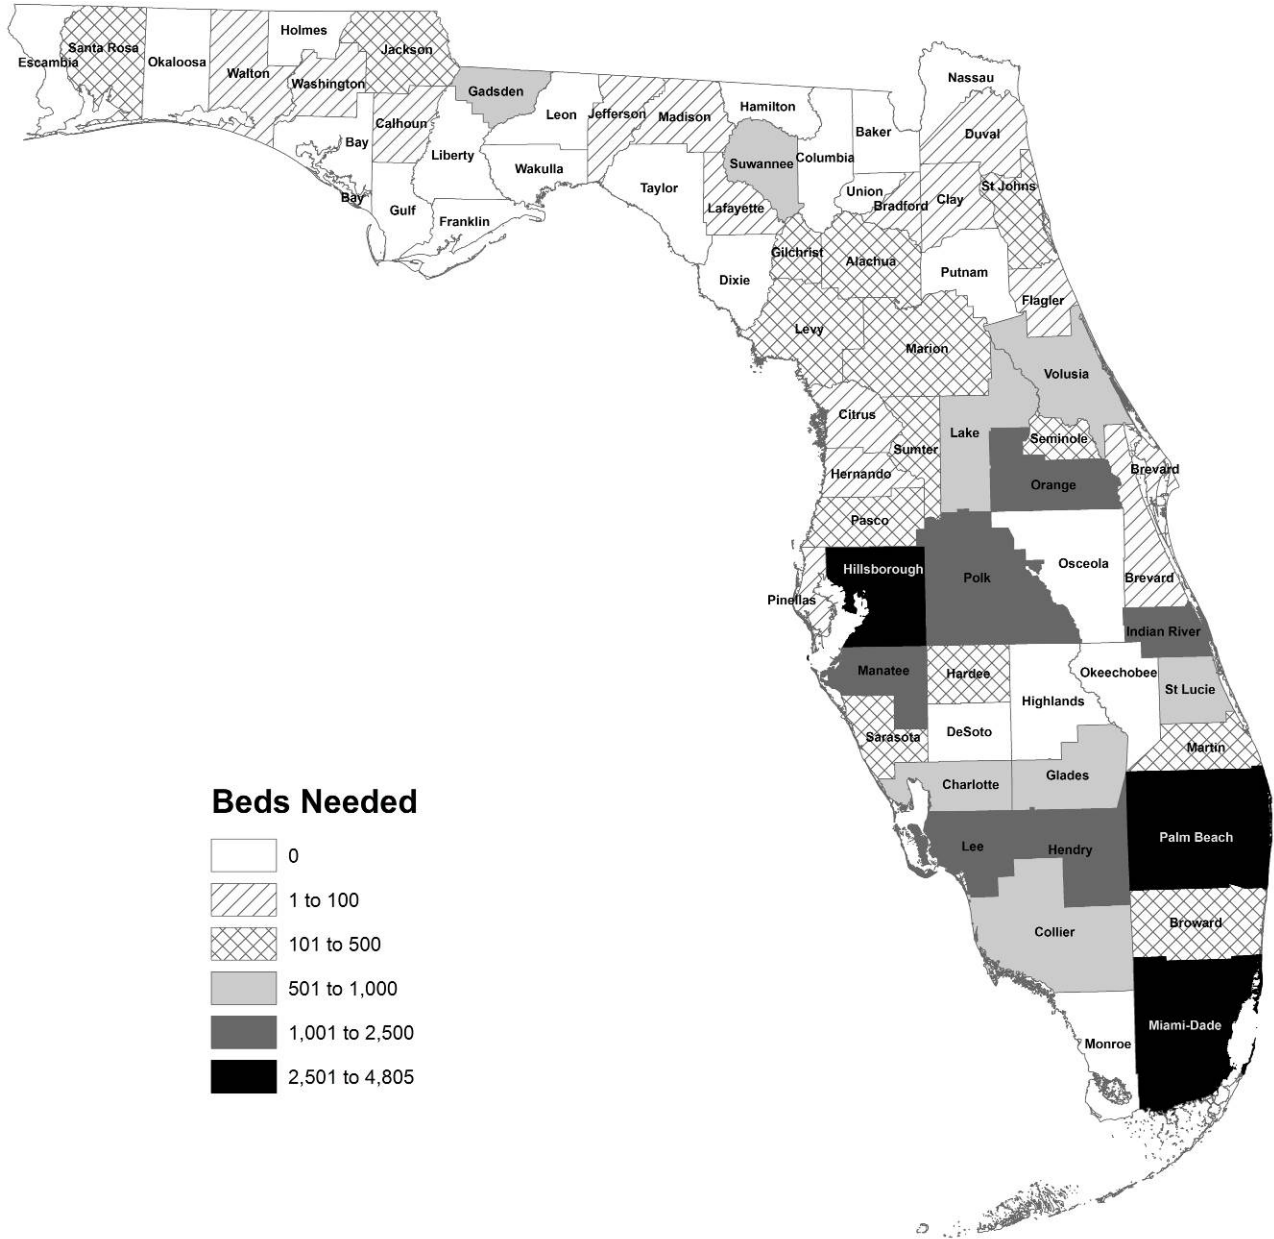 Holmes
Santa Rosa
Jackson
Escambia
Okaloosa
Walton
Washington
Gadsden
Nassau
Hamilton
Leon
Jefferson
Madison
Calhoun
Baker
Duval
Bay
Liberty
Columbia
Suwannee
Wakulla
St Johns
Taylor
Union
Bay
Clay
Bradford
Lafayette
Gulf
Franklin
Gilchrist
Alachua
Putnam
Dixie
Flagler
Levy
Marion
Volusia
Citrus
Lake
Seminole
Sumter
Brevard
Hernando
Orange
Pasco
Osceola
Hillsborough
Polk
Brevard
Pinellas
Indian River
Manatee
Hardee
Okeechobee
St Lucie
Highlands
DeSoto
Sarasota
Martin
Glades
Charlotte
Palm Beach
Lee
Hendry
Broward
Collier
Miami-Dade
Monroe
Beds Needed
0
1 to 100
101 to 500
501 to 1,000
1,001 to 2,500
2,501 to 4,805